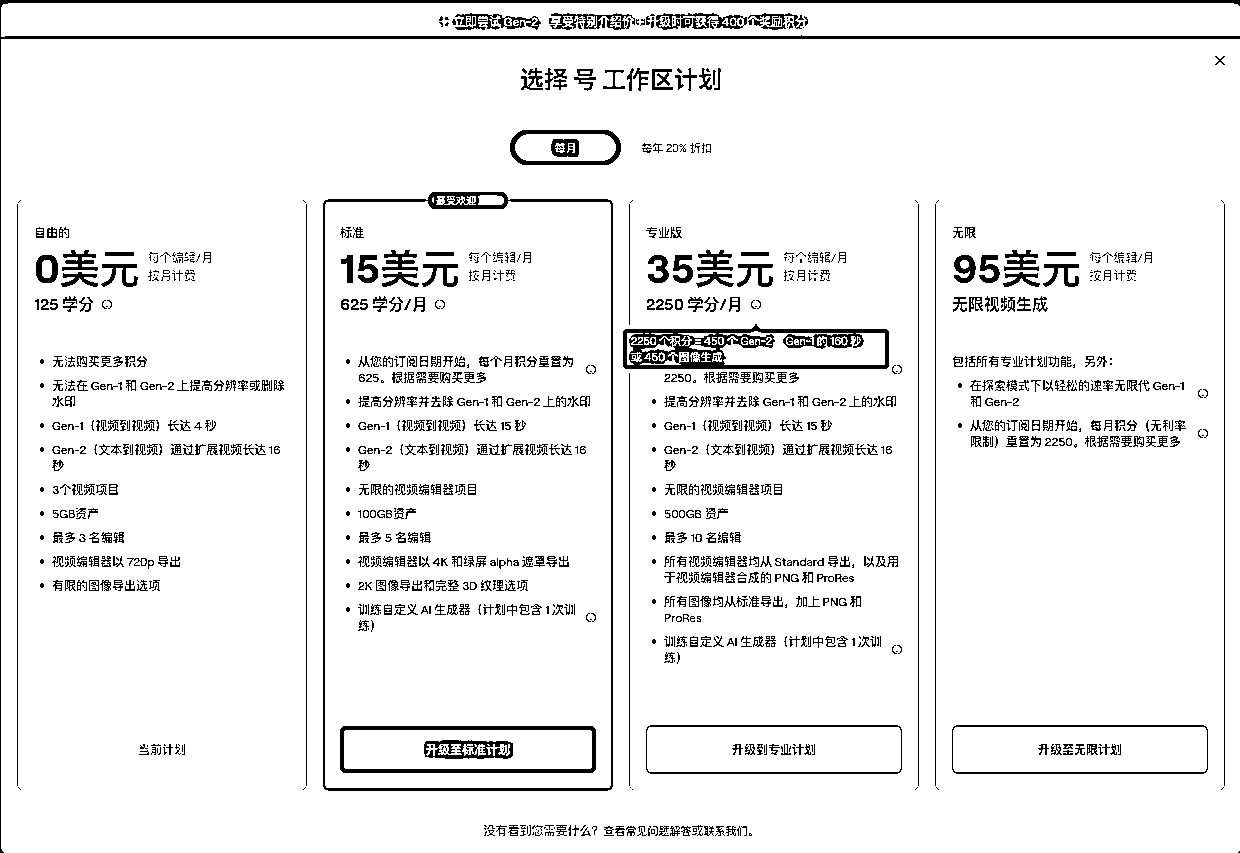 立即尝试 Gen-2 享受特别介绍价 升级时可获得 400 个奖励积分
选择 号 工作区计划
每月
每年 20% 折扣
自由的
0美元
每个编辑/月
按月计费
125 学分
无法购买更多积分
无法在 Gen-1 和 Gen-2 上提高分辨率或删除
水印
Gen-1（视频到视频）长达 4 秒
Gen-2（文本到视频）通过扩展视频长达 16
秒
3个视频项目
5GB资产
最多 3 名编辑
视频编辑器以 720p 导出
有限的图像导出选项
当前计划
最受欢迎
标准
15美元
每个编辑/月
按月计费
625 学分/月
从您的订阅日期开始，每个月积分重置为
625。根据需要购买更多
提高分辨率并去除 Gen-1 和 Gen-2 上的水印
Gen-1（视频到视频）长达 15 秒
Gen-2（文本到视频）通过扩展视频长达 16
秒
无限的视频编辑器项目
100GB资产
最多 5 名编辑
视频编辑器以 4K 和绿屏 alpha 遮罩导出
2K 图像导出和完整 3D 纹理选项
训练自定义 AI 生成器（计划中包含 1 次训
练）
升级至标准计划
专业版
35美元
每个编辑/月
按月计费
2250 学分/月
2250 个积分 = 450 个 Gen-2 Gen-1 的 160 秒
或 450 个图像生成
2250。根据需要购买更多
提高分辨率并去除 Gen-1 和 Gen-2 上的水印
Gen-1（视频到视频）长达 15 秒
Gen-2（文本到视频）通过扩展视频长达 16
秒
无限的视频编辑器项目
500GB 资产
最多 10 名编辑
所有视频编辑器均从 Standard 导出，以及用
于视频编辑器合成的 PNG 和 ProRes
所有图像均从标准导出，加上 PNG 和
ProRes
训练自定义 AI 生成器（计划中包含 1 次训
练）
升级到专业计划
无限
95美元
每个编辑/月
按月计费
无限视频生成
包括所有专业计划功能，另外：
在探索模式下以轻松的速率无限代 Gen-1
和 Gen-2
从您的订阅日期开始，每月积分（无利率
限制）重置为 2250。根据需要购买更多
升级至无限计划
没有看到您需要什么？查看常见问题解答或联系我们。